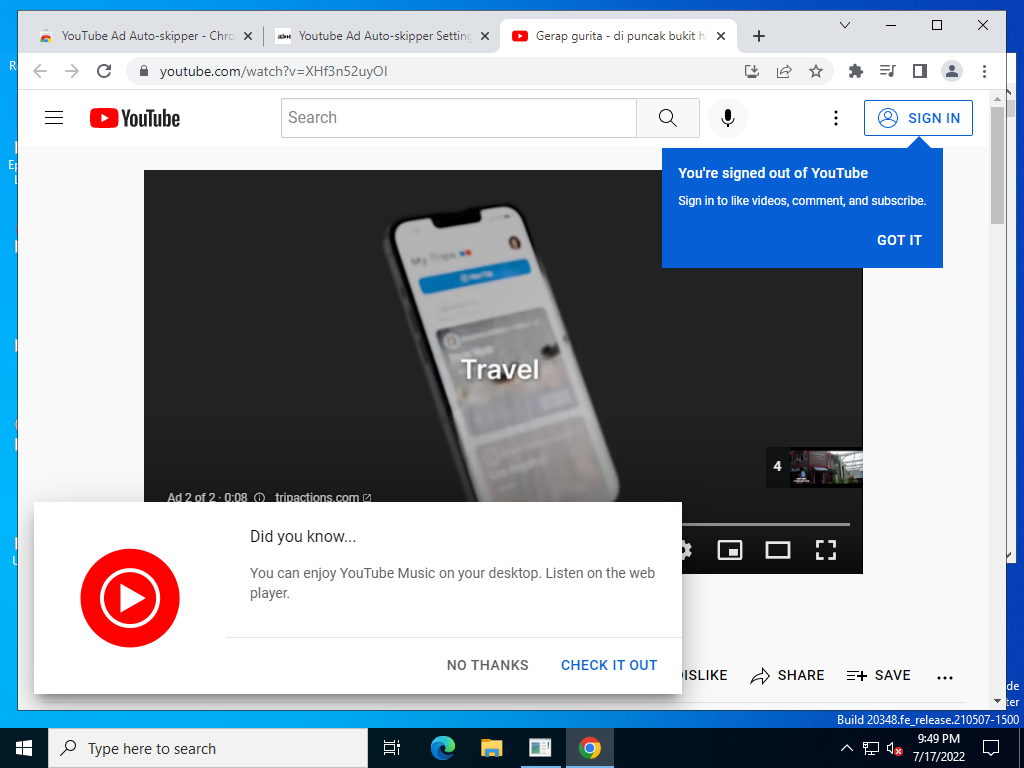 YouTube Ad Auto-skipper - Chro
Youtube Ad Auto-skipper Setting
Gerap gurita - di puncak bukit h
youtube.com/watch?v=XHf3n52uyOI
YouTube
Search
SIGN IN
You're signed out of YouTube
Sign in to like videos, comment, and subscribe.
GOT IT
My Trips
Travel
4
Ad 2 of 2 · 0:08
tripactions.com
Did you know...
You can enjoy YouTube Music on your desktop. Listen on the web
player.
NO THANKS
CHECK IT OUT
DISLIKE
SHARE
SAVE
Build 20348.fe_release.210507-1500
Type here to search
9:49 PM
7/17/2022